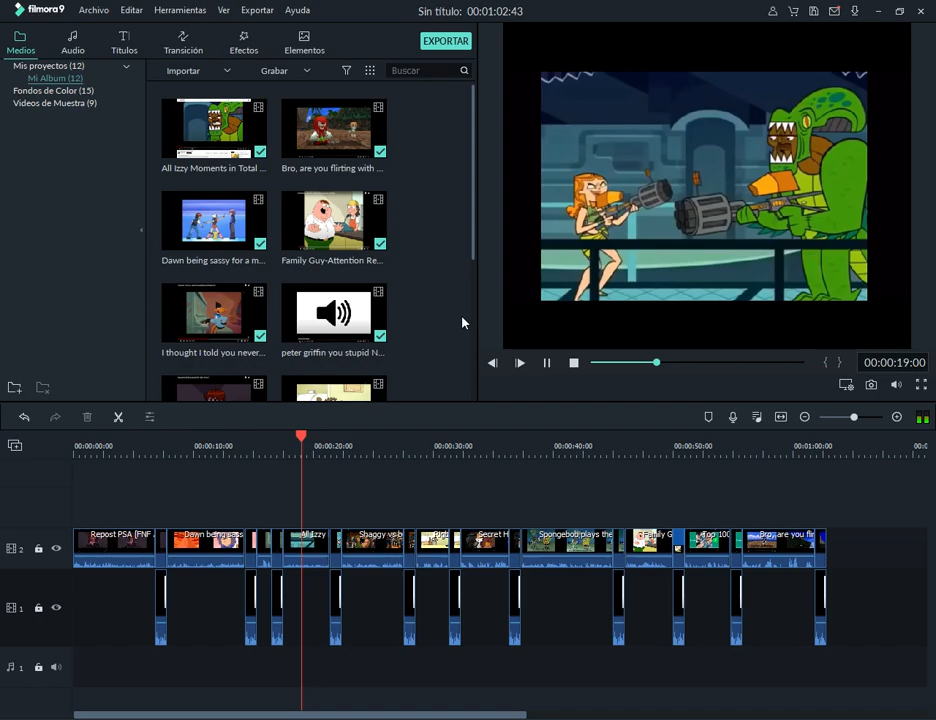 filmora9 Archivo Editar Herramientas Ver Exportar Ayuda Sin título: 00:01:02:43
Medios Audio Títulos Transición Efectos Elementos EXPORTAR
Mis proyectos (12)
Mi Album (12)
Fondos de Color (15)
Videos de Muestra (9)
Importar Grabar Buscar
All Izzy Moments in Total ... Bro, are you flirting with ...
Dawn being sassy for a m... Family Guy-Attention Re...
I thought I told you never... peter griffin you stupid N...
00:00:19:00
00:00:00:00 00:00:10:00 00:00:20:00 00:00:30:00 00:00:40:00 00:00:50:00 00:01:00:00 00:0
2 Repost PSA [FNF Dawn being sass All Izzy Shaggy vs b Secret H Spongebob plays the Family G Top 100 Bro, are you flir
1
1